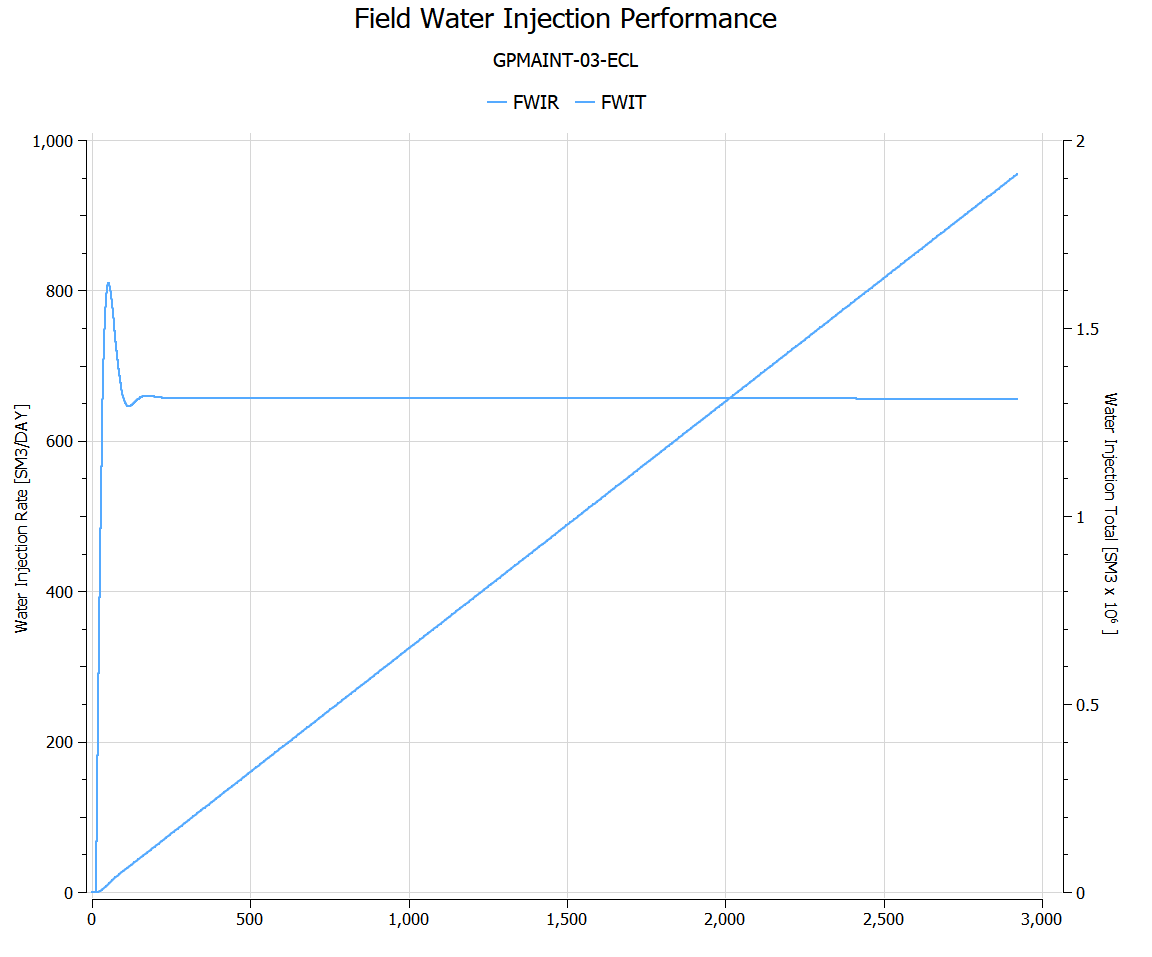 Field Water Injection Performance
GPMAINT-03-ECL
FWIR FWIT
1,000
800
600
400
200
0
Water Injection Rate [SM3/DAY]
2
1.5
1
0.5
0
Water Injection Total [SM3 x 10⁶ ]
0 500 1,000 1,500 2,000 2,500 3,000